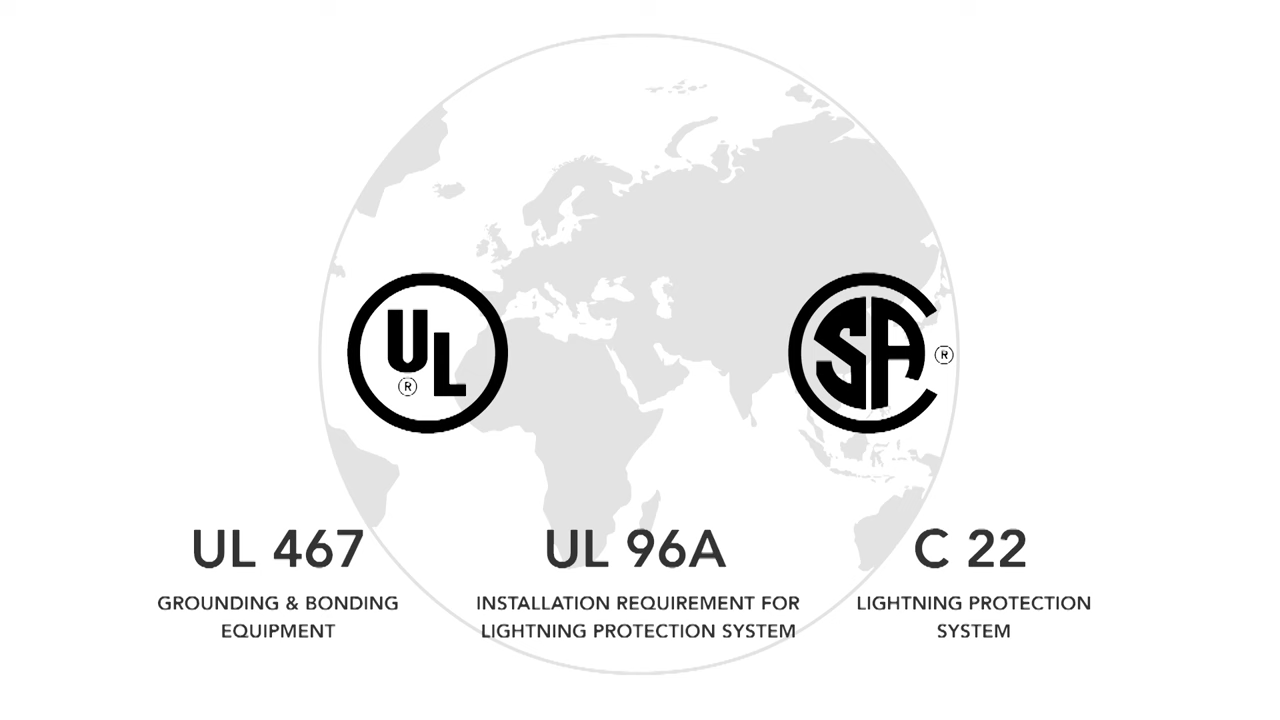 UL
®
SA
®
UL 467
UL 96A
C 22
GROUNDING & BONDING
EQUIPMENT
INSTALLATION REQUIREMENT FOR
LIGHTNING PROTECTION SYSTEM
LIGHTNING PROTECTION
SYSTEM